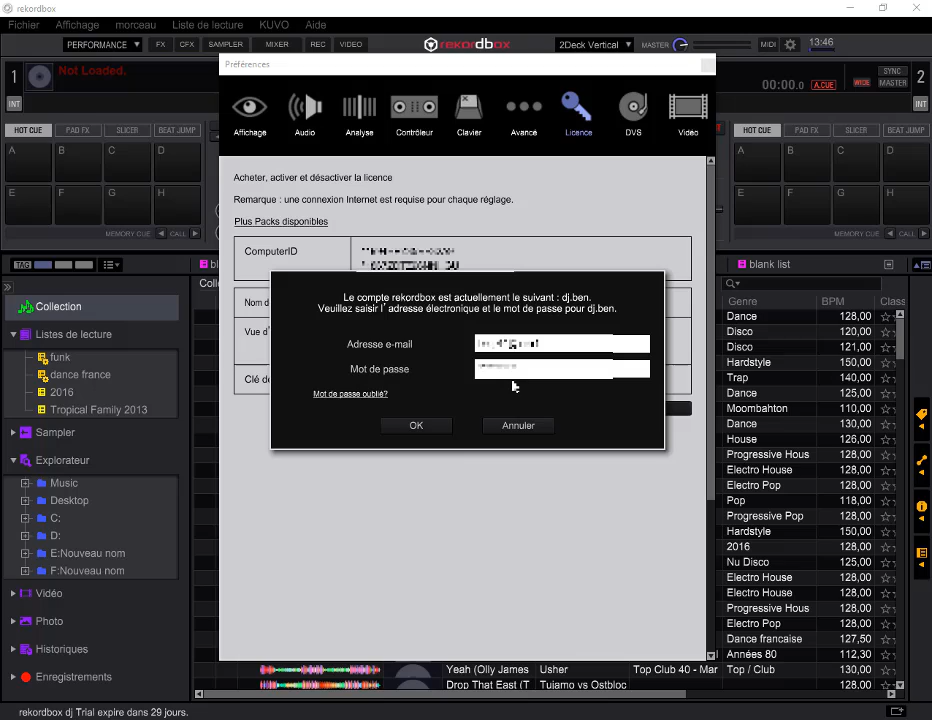 rekordbox
Fichier Affichage morceau Liste de lecture KUVO Aide
PERFORMANCE FX CFX SAMPLER MIXER REC VIDEO rekordbox 2Deck Vertical MASTER MIDI 13:46
Préférences
1 Not Loaded. 00:00.0 A.CUE WIDE SYNC MASTER 2
INT INT
Affichage Audio Analyse Contrôleur Clavier Avancé Licence DVS Vidéo
HOT CUE PAD FX SLICER BEAT JUMP HOT CUE PAD FX SLICER BEAT JUMP
A B C D A B C D
E F G H E F G H
MEMORY CUE CALL MEMORY CUE CALL
Acheter, activer et désactiver la licence
Remarque : une connexion Internet est requise pour chaque réglage.
Plus Packs disponibles
ComputerID
Nom d
Vue d'
Clé de
Le compte rekordbox est actuellement le suivant : dj.ben.
Veuillez saisir l'adresse électronique et le mot de passe pour dj.ben.
Adresse e-mail
Mot de passe
Mot de passe oublié?
OK Annuler
TAG
bl
Colle
Collection
Listes de lecture
funk
dance france
2016
Tropical Family 2013
Sampler
Explorateur
Music
Desktop
C:
D:
E:Nouveau nom
F:Nouveau nom
Vidéo
Photo
Historiques
Enregistrements
blank list
Genre BPM Class
Dance 128,00
Disco 120,00
Disco 121,00
Hardstyle 150,00
Trap 140,00
Dance 125,00
Moombahton 110,00
Dance 130,00
House 126,00
Progressive Hous 128,00
Electro House 128,00
Electro Pop 128,00
Pop 118,00
Progressive Pop 128,00
Hardstyle 150,00
2016 128,00
Nu Disco 125,00
Electro House 128,00
Electro House 128,00
Progressive Hous 128,00
Electro Pop 128,00
Dance francaise 127,50
Années 80 112,30
Yeah (Olly James Usher Top Club 40 - Mar Top / Club 130,00
Drop That East (T Tujamo vs Ostbloc 128,00
rekordbox dj Trial expire dans 29 jours.